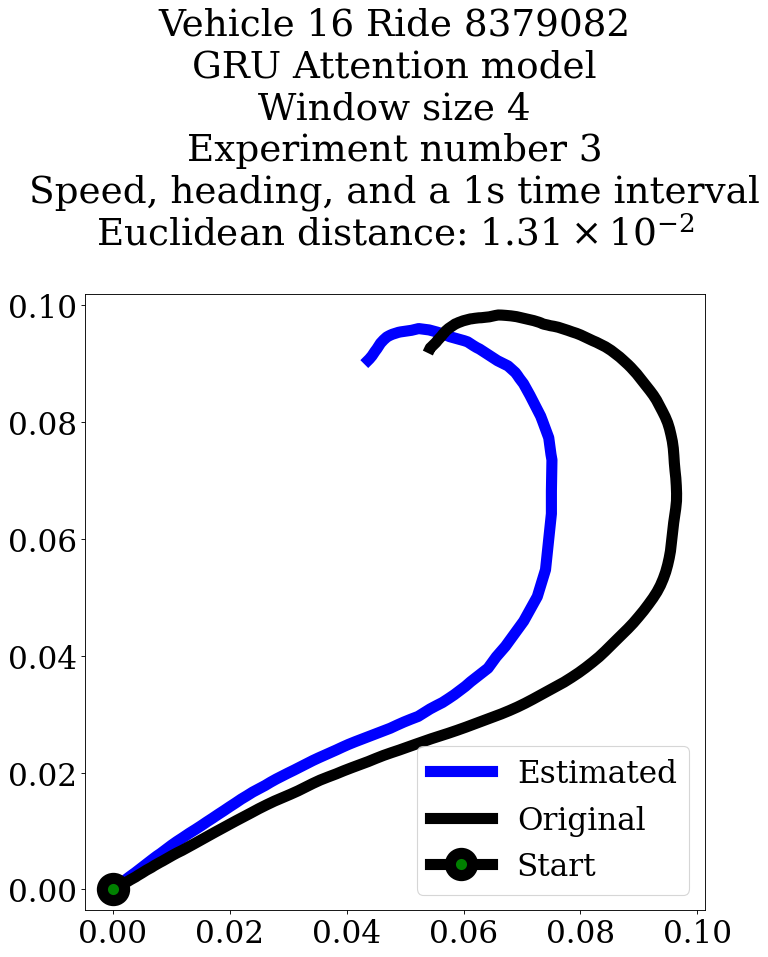 Vehicle 16 Ride 8379082
GRU Attention model
Window size 4
Experiment number 3
Speed, heading, and a 1s time interval
Euclidean distance: 1.31 × 10⁻²
0.10
0.08
0.06
0.04
0.02
0.00
Estimated
Original
Start
0.00 0.02 0.04 0.06 0.08 0.10